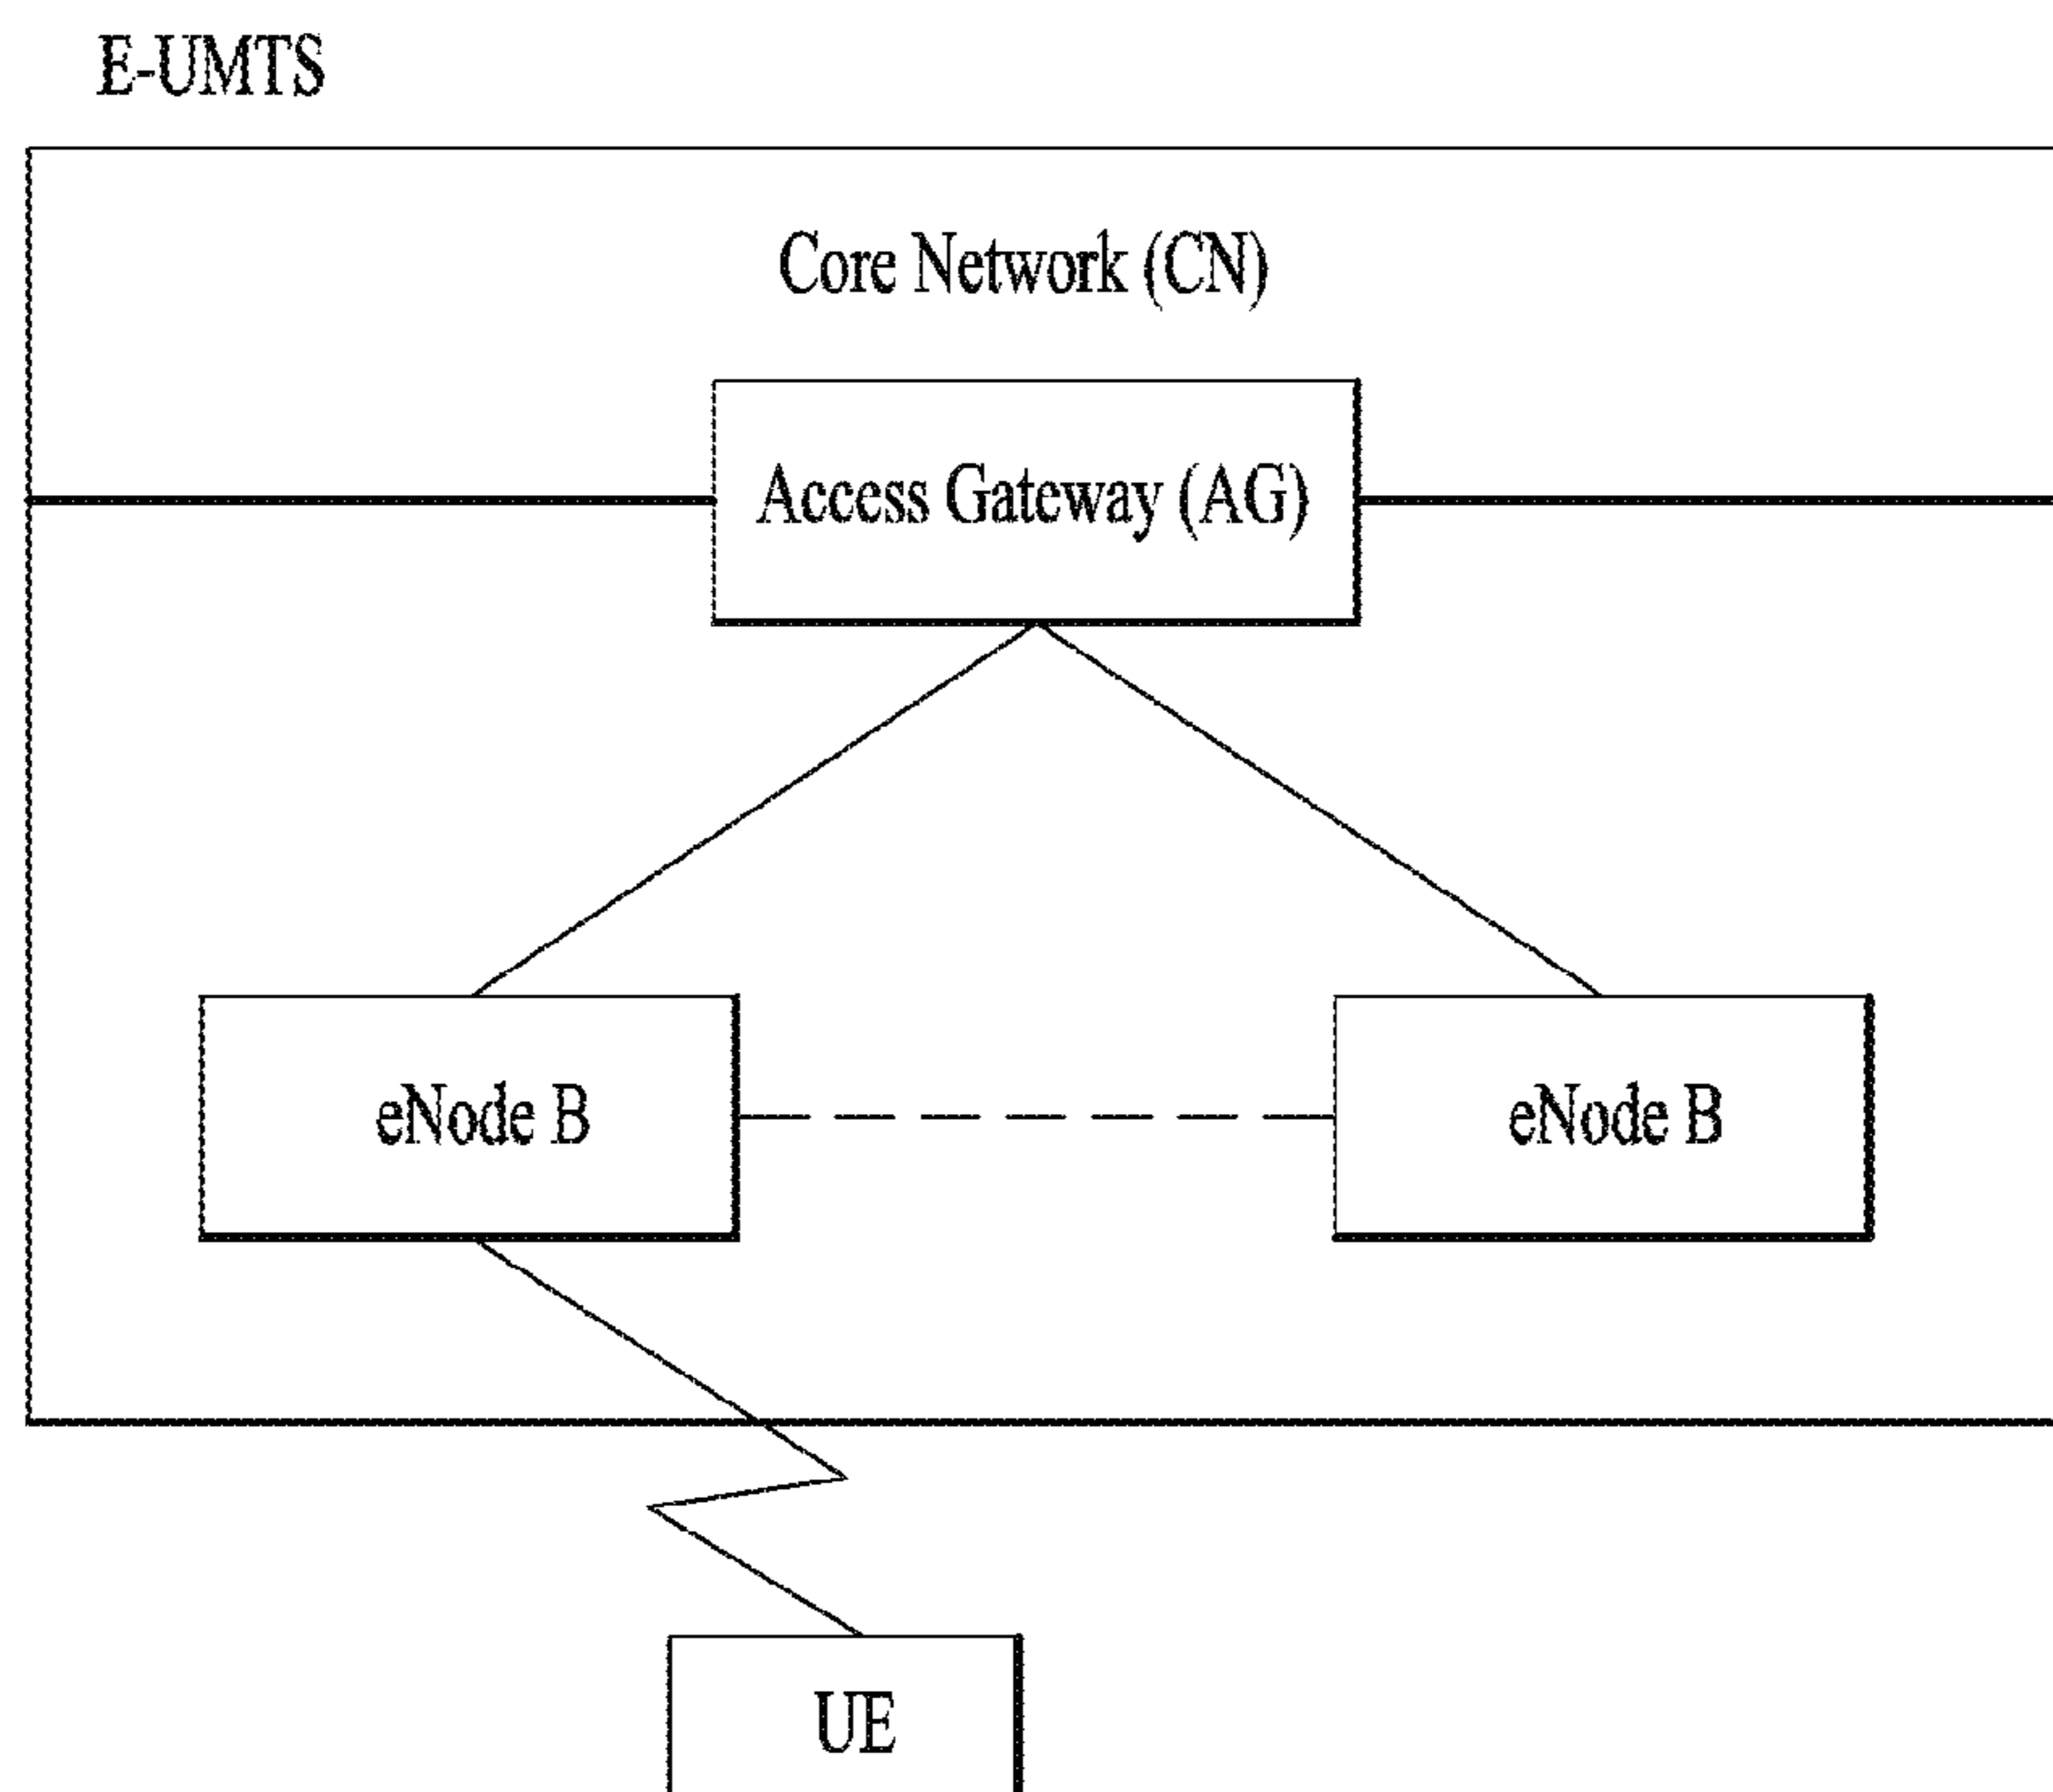 E-UMTS
Core Network (CN)
Access Gateway (AG)
eNode B
eNode B
UE